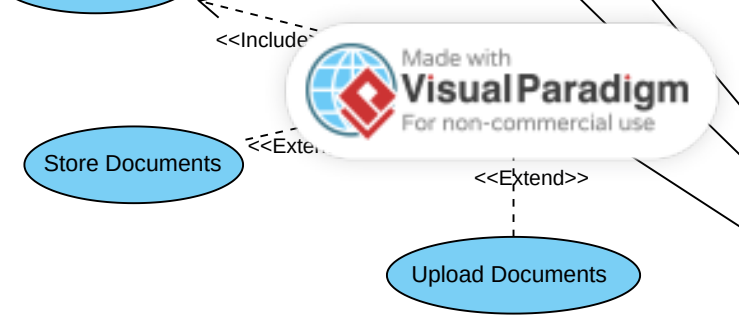 <<Include
Made with
Visual Paradigm
For non-commercial use
<<Exten
Store Documents
<<Extend>>
Upload Documents